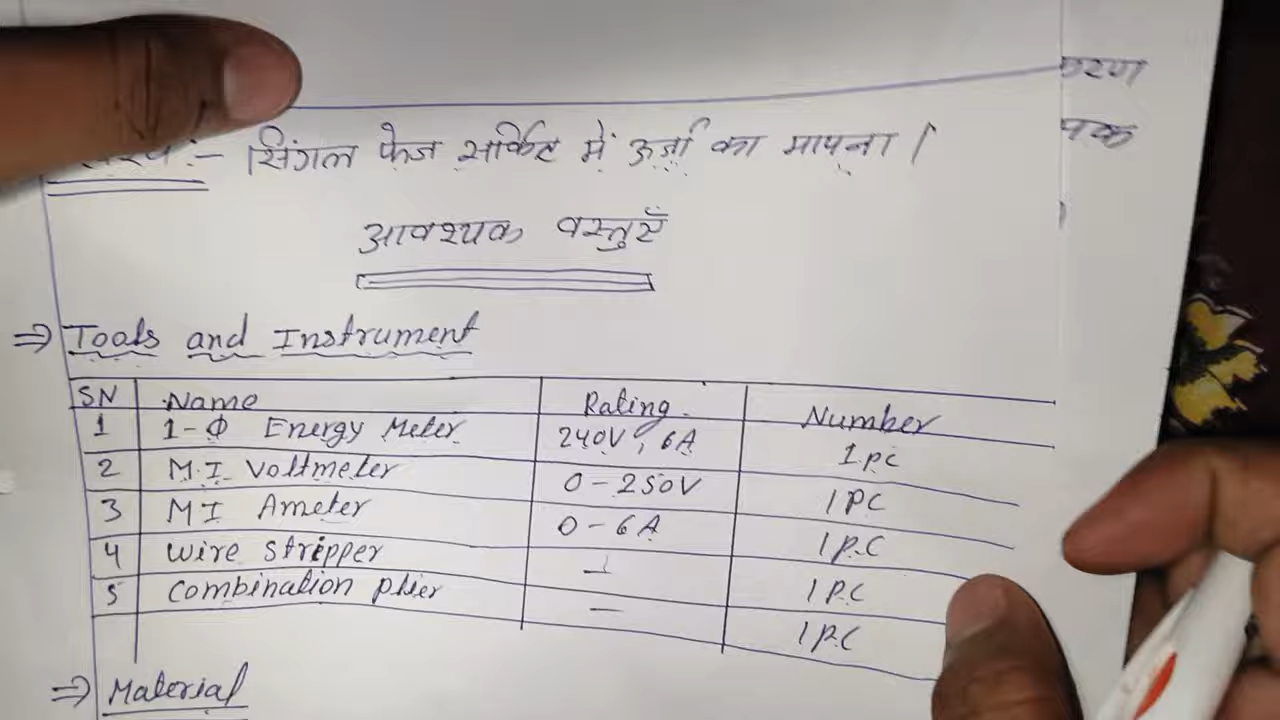 करण
:- सिंगल फेज सर्किट में ऊर्जा का मापना।
आवश्यक वस्तुएँ
⇒ Tools and Instrument
SN Name Rating Number
1 1-Φ Energy Meter 240V, 6A 1 pc
2 M.I. Voltmeter 0-250V 1 PC
3 MI Ameter 0-6A 1 P.C
4 wire stripper - 1 P.C
5 Combination plier - 1 P.C
⇒ Material